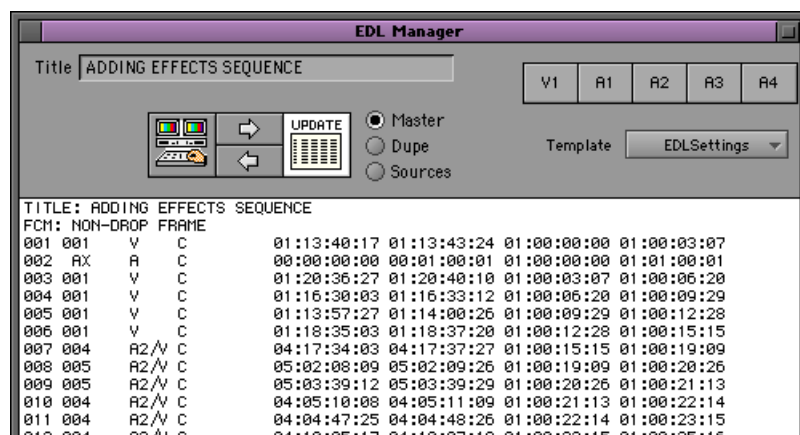 EDL Manager
Title ADDING EFFECTS SEQUENCE
V1 A1 A2 A3 A4
UPDATE
Master
Dupe
Sources
Template EDLSettings
TITLE: ADDING EFFECTS SEQUENCE
FCM: NON-DROP FRAME
001 001 V C 01:13:40:17 01:13:43:24 01:00:00:00 01:00:03:07
002 AX A C 00:00:00:00 00:01:00:01 01:00:00:00 01:01:00:01
003 001 V C 01:20:36:27 01:20:40:10 01:00:03:07 01:00:06:20
004 001 V C 01:16:30:03 01:16:33:12 01:00:06:20 01:00:09:29
005 001 V C 01:13:57:27 01:14:00:26 01:00:09:29 01:00:12:28
006 001 V C 01:18:35:03 01:18:37:20 01:00:12:28 01:00:15:15
007 004 A2/V C 04:17:34:03 04:17:37:27 01:00:15:15 01:00:19:09
008 005 A2/V C 05:02:08:09 05:02:09:26 01:00:19:09 01:00:20:26
009 005 A2/V C 05:03:39:12 05:03:39:29 01:00:20:26 01:00:21:13
010 004 A2/V C 04:05:10:08 04:05:11:09 01:00:21:13 01:00:22:14
011 004 A2/V C 04:04:47:25 04:04:48:26 01:00:22:14 01:00:23:15